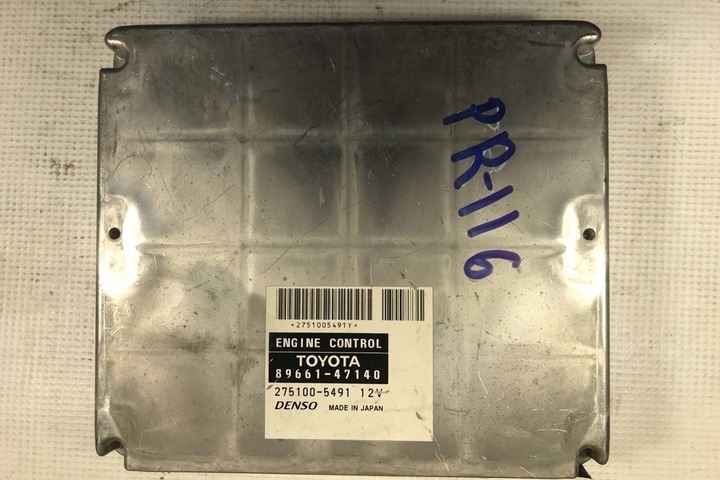 PR-116
*2751005491Y*
ENGINE CONTROL
TOYOTA
89661-47140
275100-5491 12V
DENSO MADE IN JAPAN